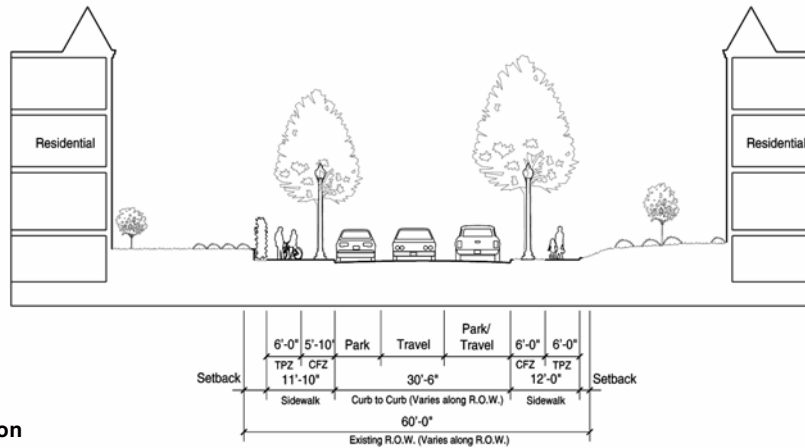 Residential
Residential
6'-0" 5'-10" Park Travel Park/
Travel 6'-0" 6'-0"
TPZ CFZ CFZ TPZ
Setback 11'-10" 30'-6" 12'-0" Setback
Sidewalk Curb to Curb (Varies along R.O.W.) Sidewalk
60'-0"
on
Existing R.O.W. (Varies along R.O.W.)